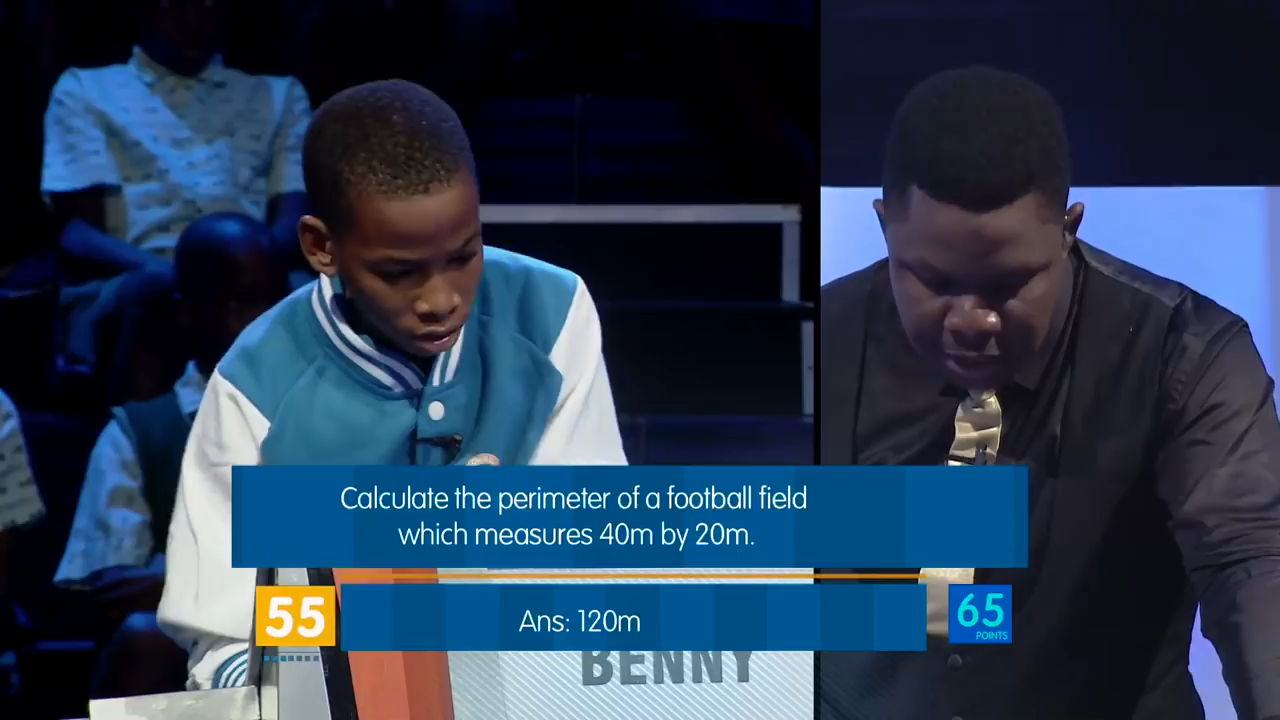 Calculate the perimeter of a football field
which measures 40m by 20m.
55
Ans: 120m
65
POINTS
BENNY